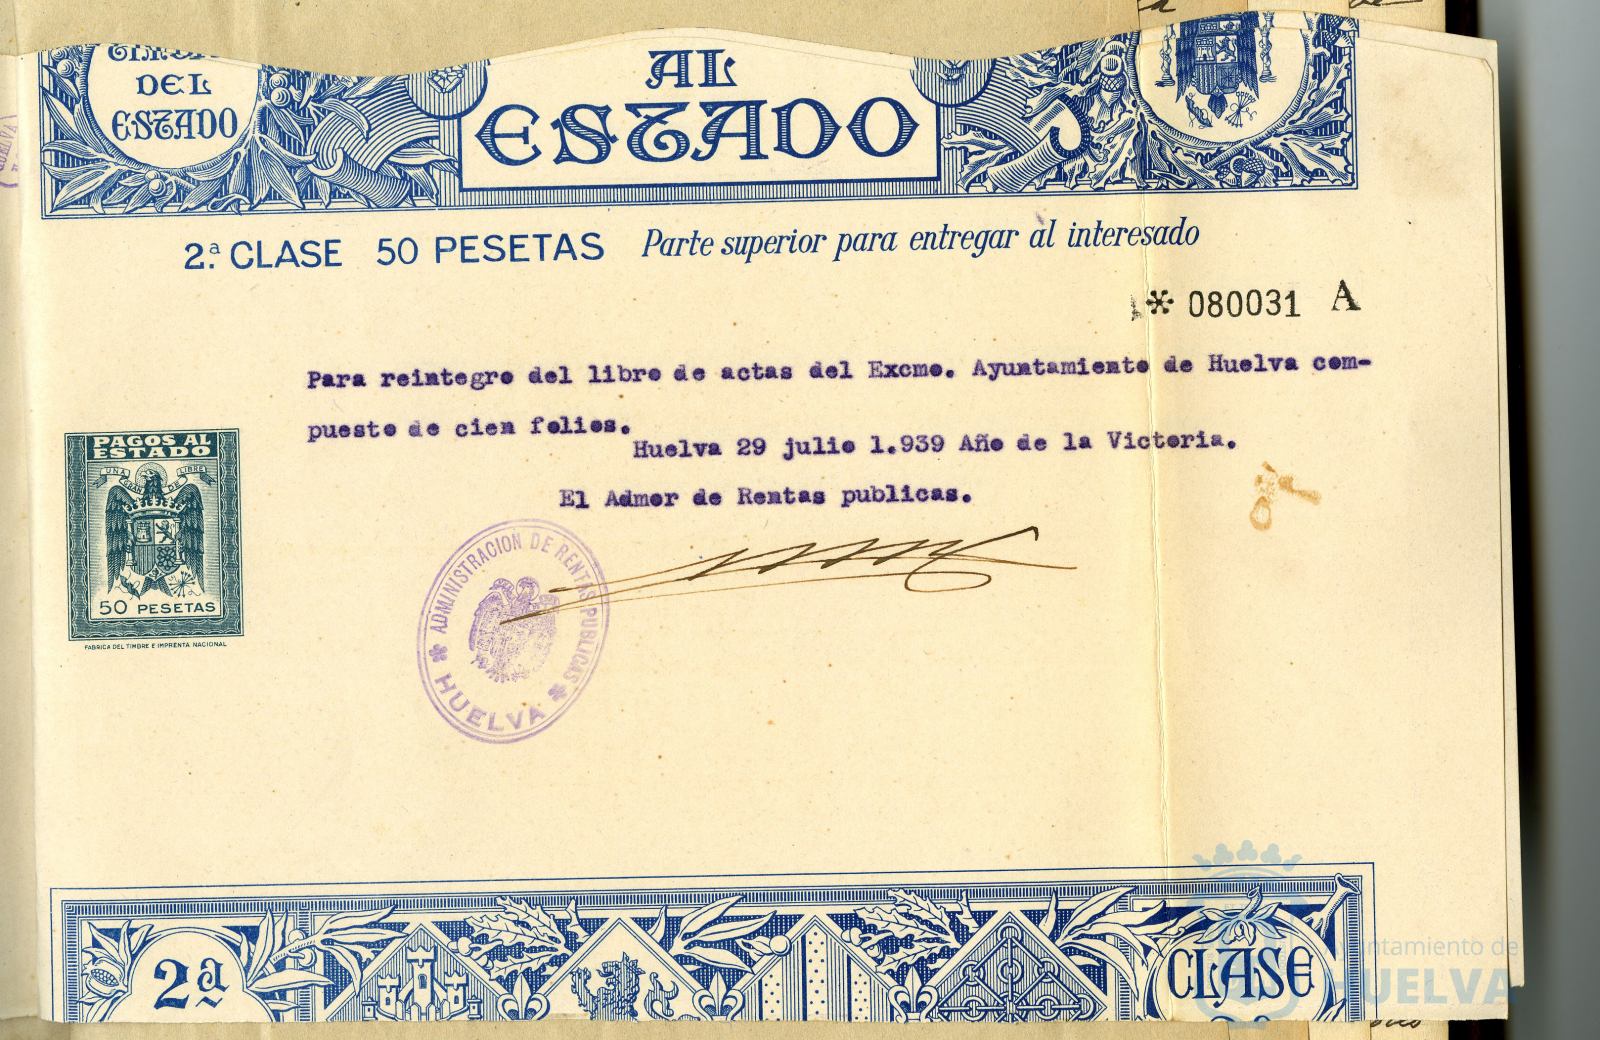 DEL
ESTADO
AL
ESTADO
2.ª CLASE 50 PESETAS Parte superior para entregar al interesado
* 080031 A
Para reintegro del libro de actas del Excmo. Ayuntamiento de Huelva com-
puesto de cien folios.
Huelva 29 julio 1.939 Año de la Victoria.
El Admor de Rentas publicas.
PAGOS AL
ESTADO
UNA GRANDE LIBRE
50 PESETAS
FABRICA DEL TIMBRE E IMPRENTA NACIONAL
ADMINISTRACION DE RENTAS PUBLICAS
* HUELVA *
2ª
CLASE
Ayuntamiento de
HUELVA